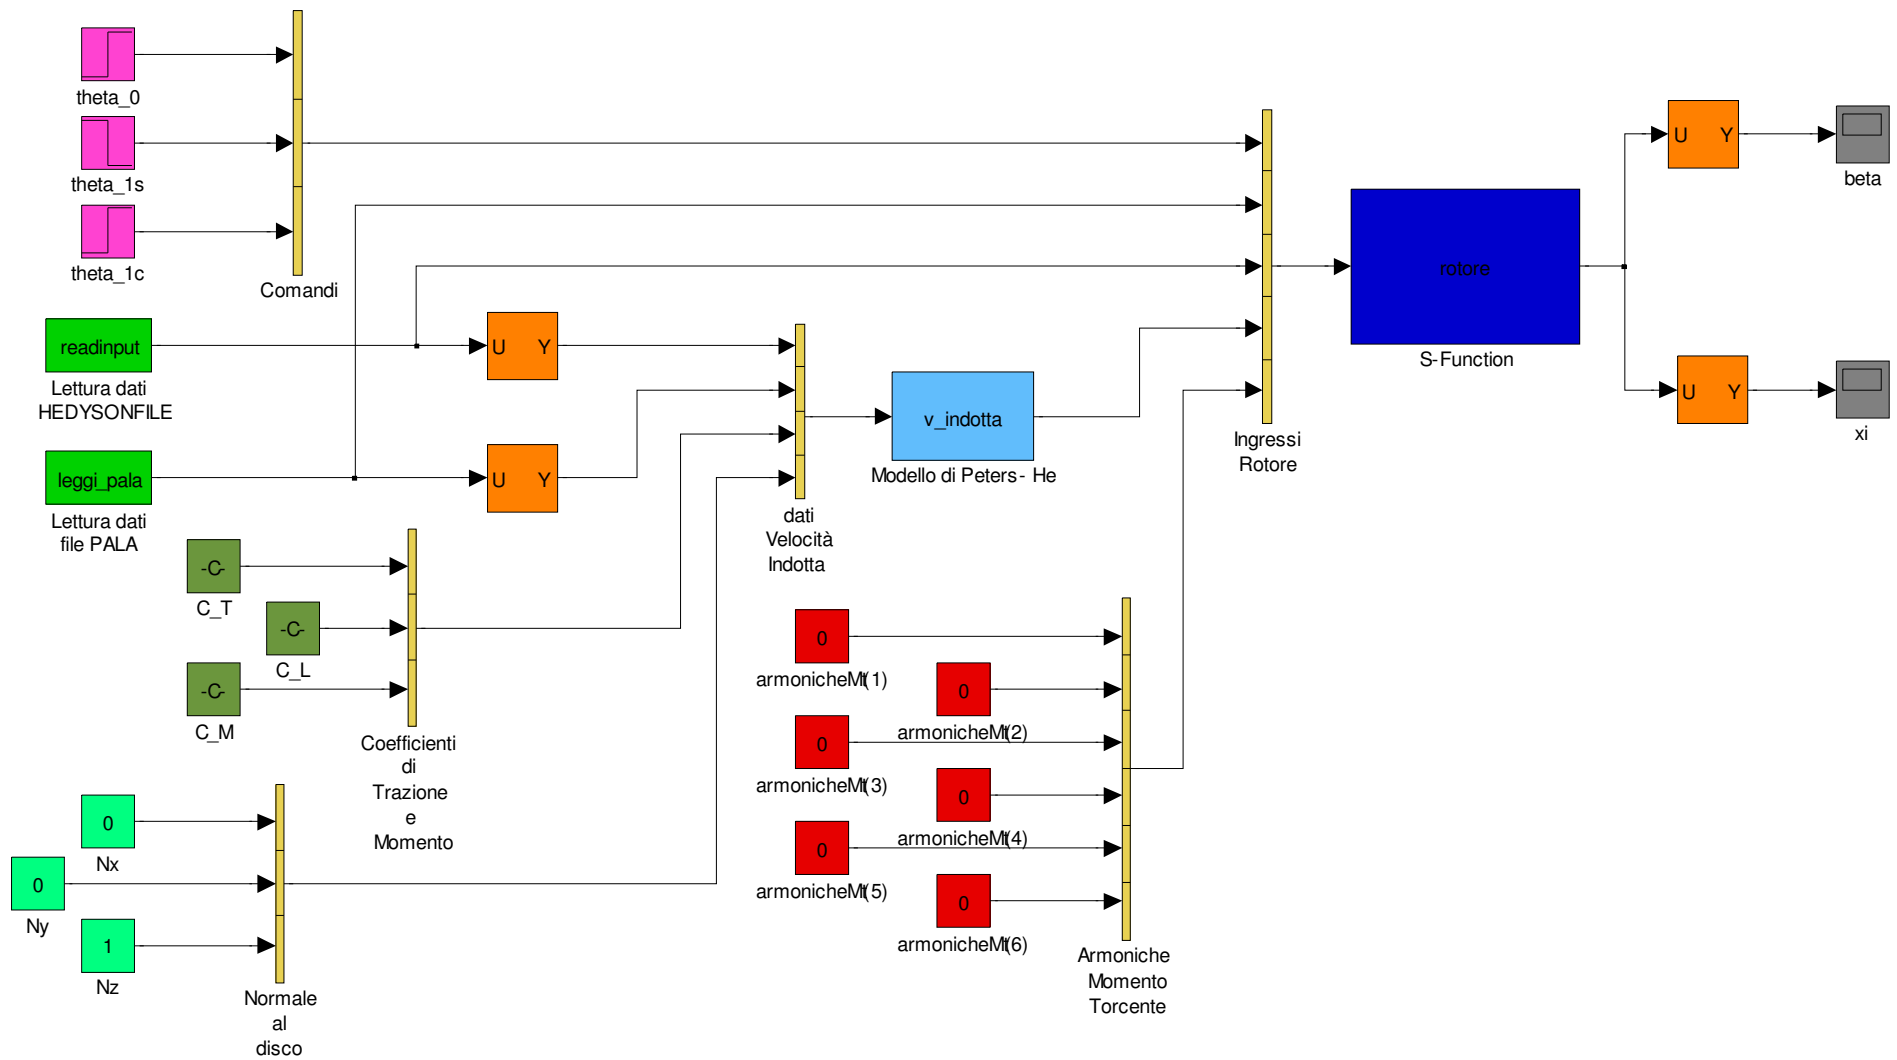 theta_0
theta_1s
theta_1c
Comandi
readinput
Lettura dati
HEDYSONFILE
leggi_pala
Lettura dati
file PALA
U Y
U Y
-C-
C_T
-C-
C_L
-C-
C_M
Coefficienti
di
Trazione
e
Momento
0
Nx
0
Ny
1
Nz
Normale
al
disco
dati
Velocità
Indotta
v_indotta
Modello di Peters- He
0
armonicheMt(1)
0
armonicheMt(2)
0
armonicheMt(3)
0
armonicheMt(4)
0
armonicheMt(5)
0
armonicheMt(6)
Armoniche
Momento
Torcente
Ingressi
Rotore
rotore
S-Function
U Y
beta
U Y
xi